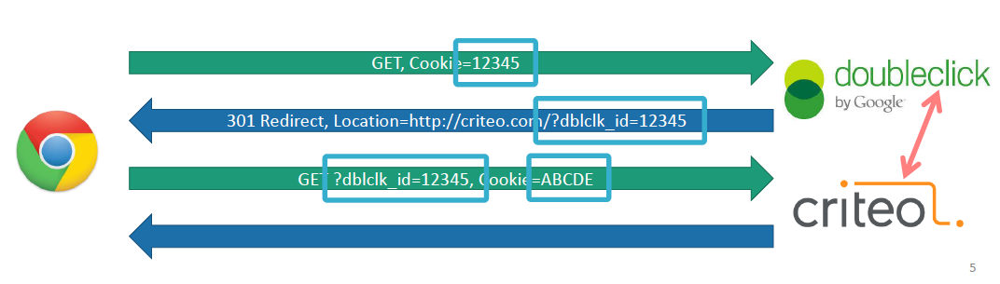 GET, Cookie=12345
doubleclick
by Google
301 Redirect, Location=http://criteo.com/?dblclk_id=12345
GET ?dblclk_id=12345, Cookie=ABCDE
criteo
5